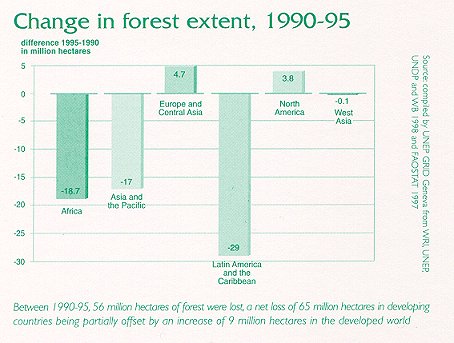 Change in forest extent, 1990-95
difference 1995-1990
in million hectares
5
0
-5
-10
-15
-20
-25
-30
-18.7
Africa
-17
Asia and
the Pacific
4.7
Europe and
Central Asia
-29
Latin America
and the
Caribbean
3.8
North
America
-0.1
West
Asia
Source: compiled by UNEP GRID Geneva from WRI, UNEP,
UNDP and WB 1998 and FAOSTAT 1997
Between 1990-95, 56 million hectares of forest were lost, a net loss of 65 million hectares in developing
countries being partially offset by an increase of 9 million hectares in the developed world